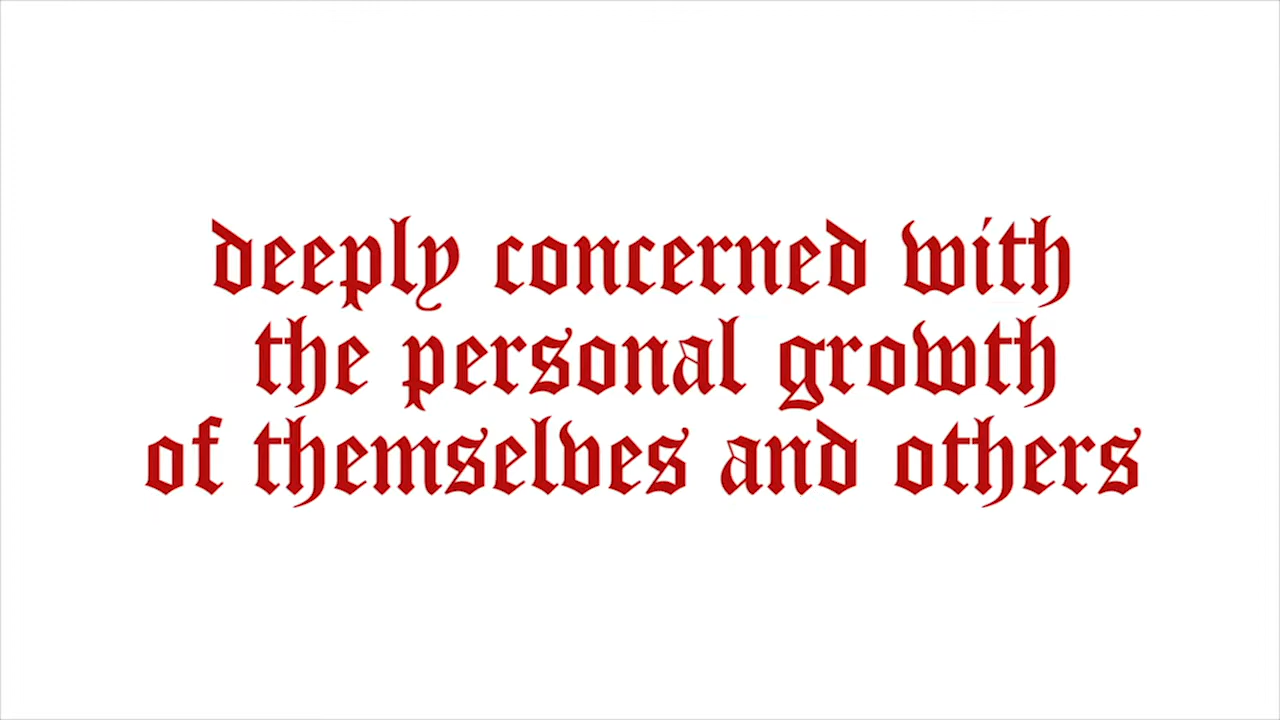 deeply concerned with
the personal growth
of themselves and others